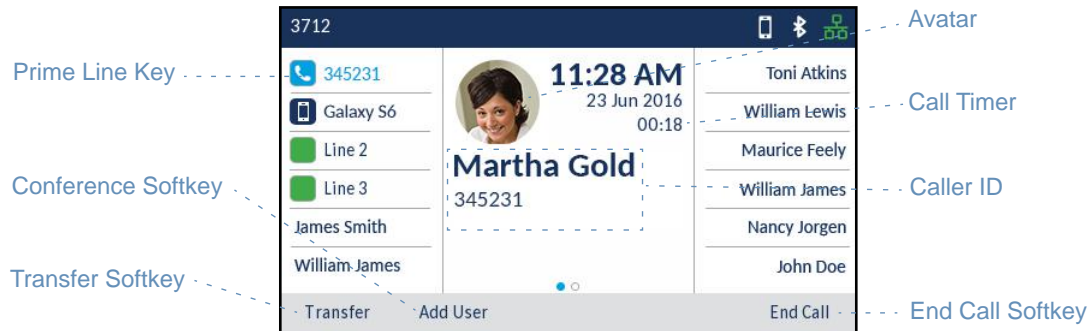 3712
Avatar
Prime Line Key
345231
11:28 AM
Toni Atkins
23 Jun 2016
Galaxy S6
00:18
William Lewis
Call Timer
Line 2
Maurice Feely
Martha Gold
Conference Softkey
Line 3
345231
William James
Caller ID
James Smith
Nancy Jorgen
William James
John Doe
Transfer Softkey
Transfer
Add User
End Call
End Call Softkey